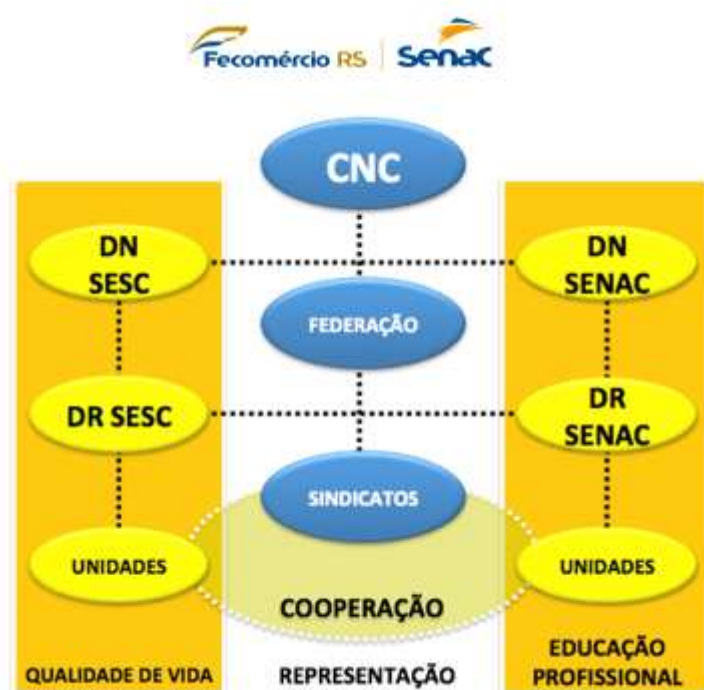 Fecomércio RS | Senac
CNC
DN
SESC
DN
SENAC
FEDERAÇÃO
DR SESC
DR
SENAC
SINDICATOS
UNIDADES
UNIDADES
COOPERAÇÃO
QUALIDADE DE VIDA
REPRESENTAÇÃO
EDUCAÇÃO
PROFISSIONAL